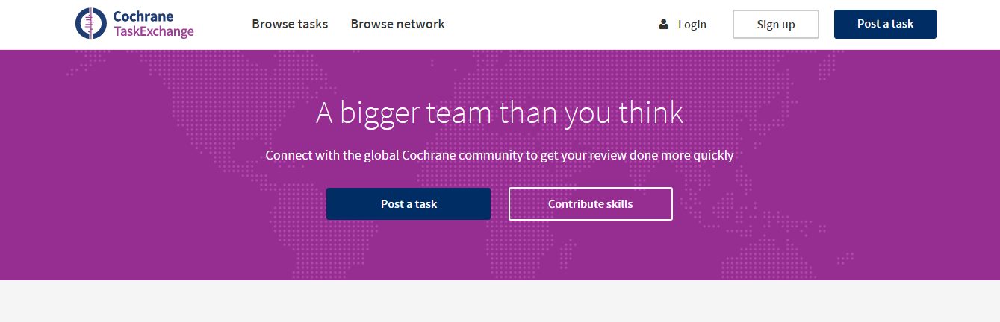 Cochrane
TaskExchange
Browse tasks
Browse network
Login
Sign up
Post a task
A bigger team than you think
Connect with the global Cochrane community to get your review done more quickly
Post a task
Contribute skills